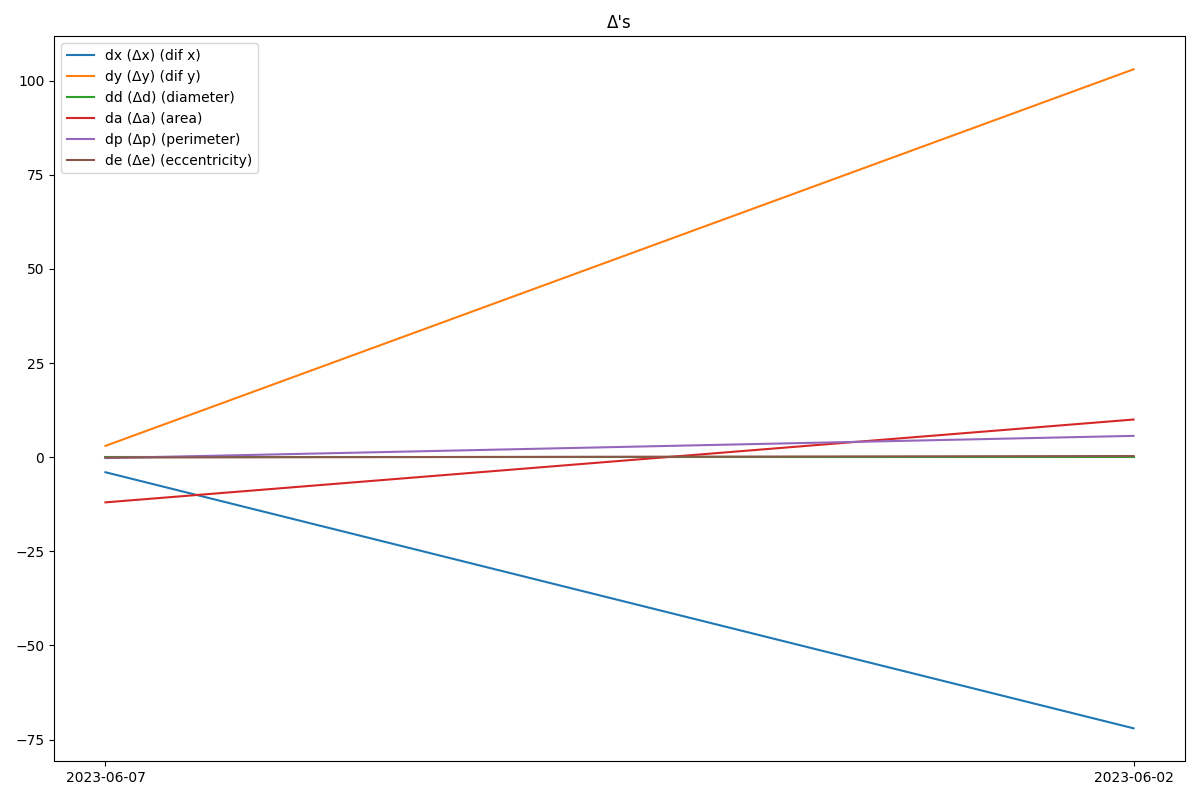 Δ's
dx (Δx) (dif x)
dy (Δy) (dif y)
dd (Δd) (diameter)
da (Δa) (area)
dp (Δp) (perimeter)
de (Δe) (eccentricity)
100
75
50
25
0
−25
−50
−75
2023-06-07
2023-06-02